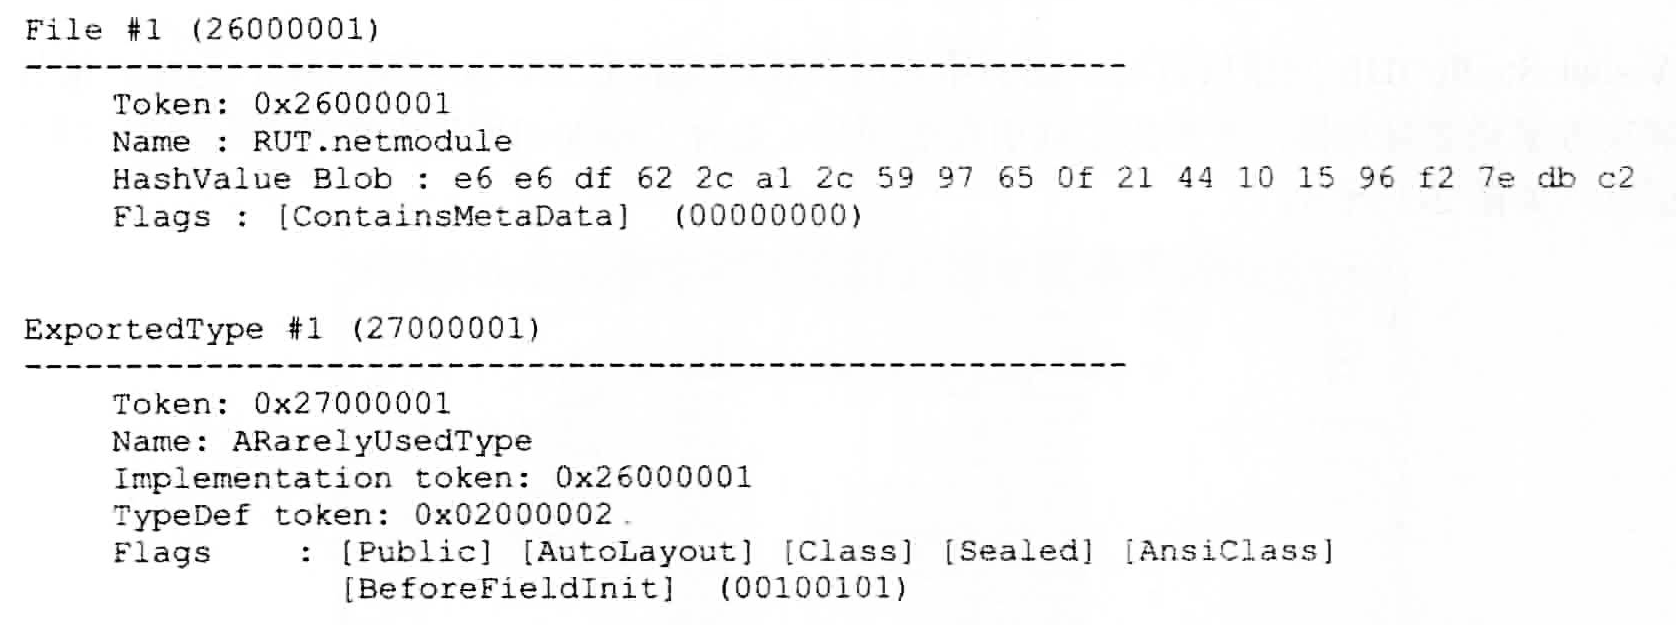 File #1 (26000001)
-------------------------------------------------------
Token: 0x26000001
Name : RUT.netmodule
HashValue Blob : e6 e6 df 62 2c a1 2c 59 97 65 0f 21 44 10 15 96 f2 7e db c2
Flags : [ContainsMetaData] (00000000)
ExportedType #1 (27000001)
-------------------------------------------------------
Token: 0x27000001
Name: ARarelyUsedType
Implementation token: 0x26000001
TypeDef token: 0x02000002
Flags : [Public] [AutoLayout] [Class] [Sealed] [AnsiClass]
[BeforeFieldInit] (00100101)